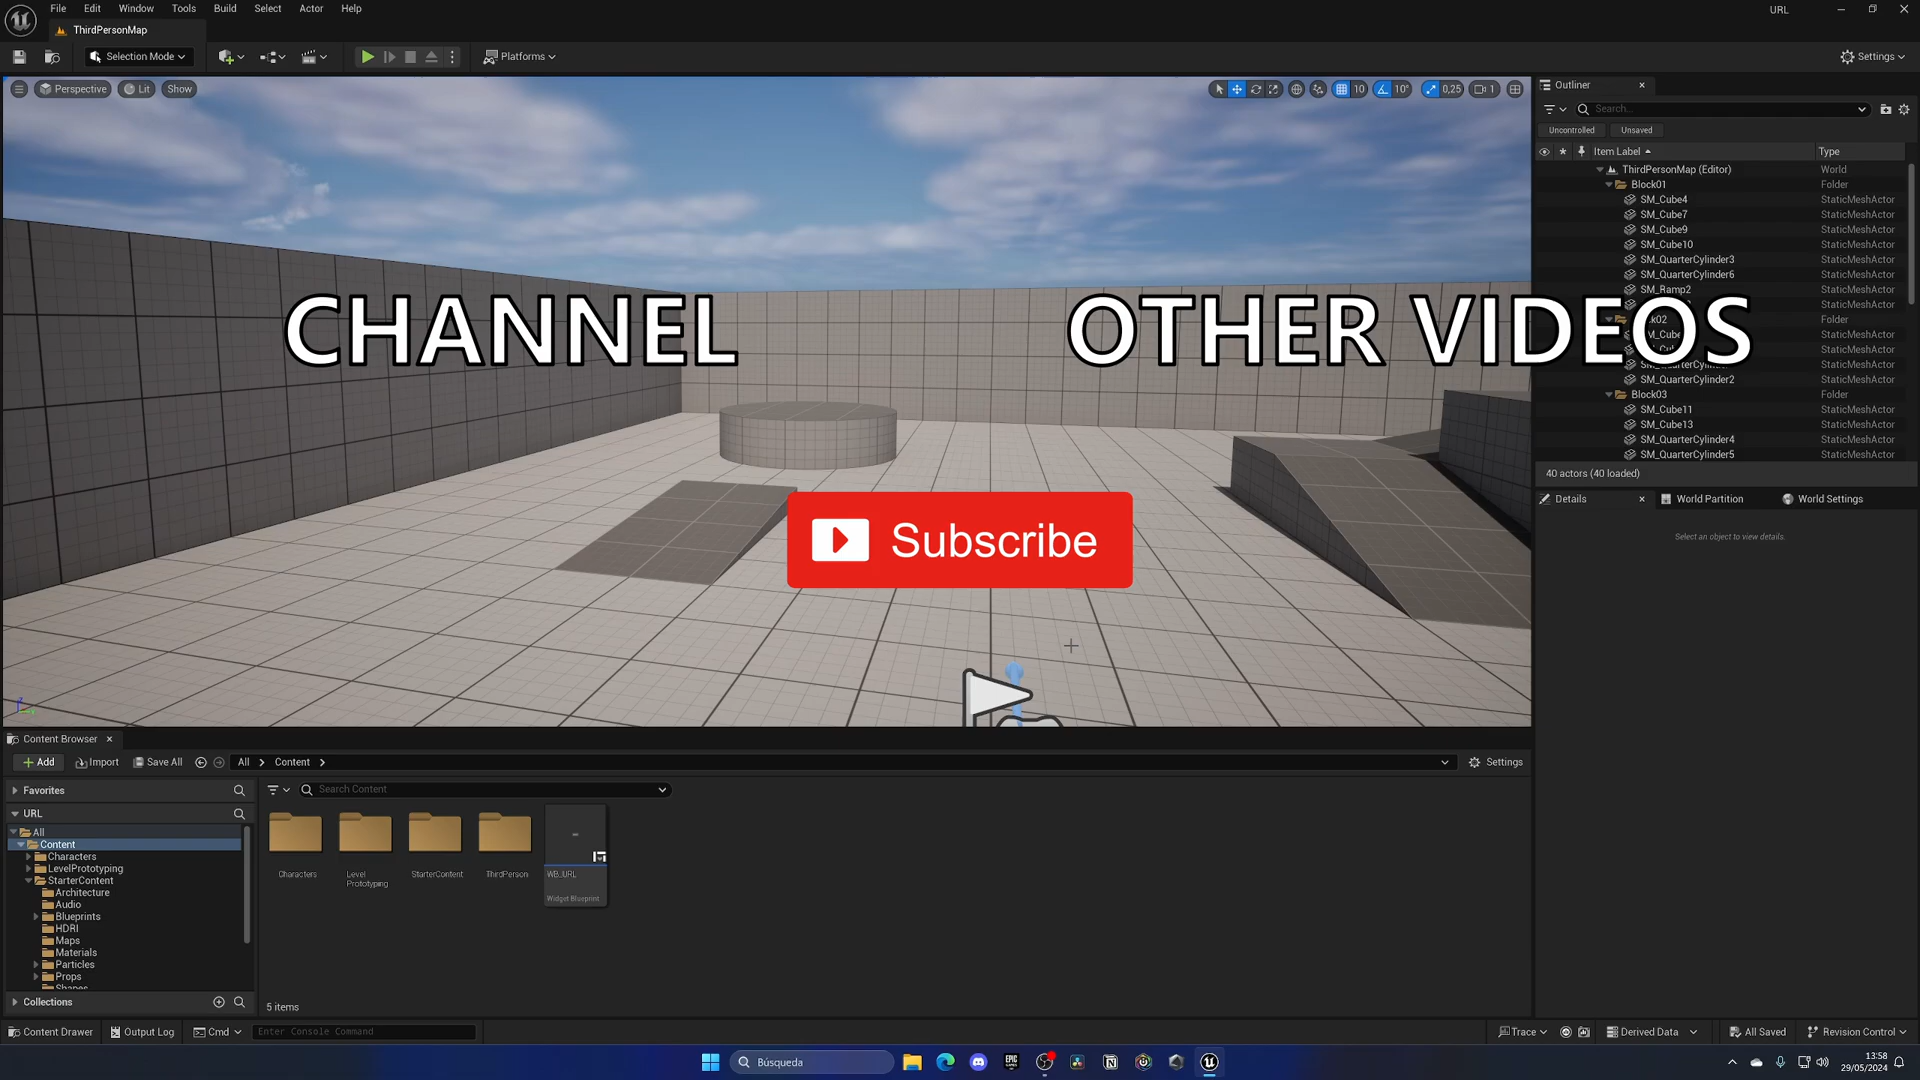 File Edit Window Tools Build Select Actor Help
URL
ThirdPersonMap
Selection Mode
Platforms
Settings
Perspective Lit Show
10 10° 0,25 1
Outliner
Search...
Uncontrolled Unsaved
Item Label Type
ThirdPersonMap (Editor) World
Block01 Folder
SM_Cube4 StaticMeshActor
SM_Cube7 StaticMeshActor
SM_Cube9 StaticMeshActor
SM_Cube10 StaticMeshActor
SM_QuarterCylinder3 StaticMeshActor
SM_QuarterCylinder6 StaticMeshActor
SM_Ramp2 StaticMeshActor
StaticMeshActor
Folder
StaticMeshActor
StaticMeshActor
StaticMeshActor
SM_QuarterCylinder2 StaticMeshActor
Block03 Folder
SM_Cube11 StaticMeshActor
SM_Cube13 StaticMeshActor
SM_QuarterCylinder4 StaticMeshActor
SM_QuarterCylinder5 StaticMeshActor
40 actors (40 loaded)
CHANNEL
OTHER VIDEOS
Subscribe
Details World Partition World Settings
Select an object to view details.
Content Browser
Add Import Save All All Content Settings
Favorites
Search Content
URL
All
Content
Characters
LevelPrototyping
StarterContent
Architecture
Audio
Blueprints
HDRI
Maps
Materials
Particles
Props
Shapes
Collections
Characters
Level
Prototyping
StarterContent
ThirdPerson
WB_URL
Widget Blueprint
5 items
Content Drawer Output Log Cmd Enter Console Command
Trace Derived Data All Saved Revision Control
Búsqueda
EPIC
GAMES
13:58
29/05/2024